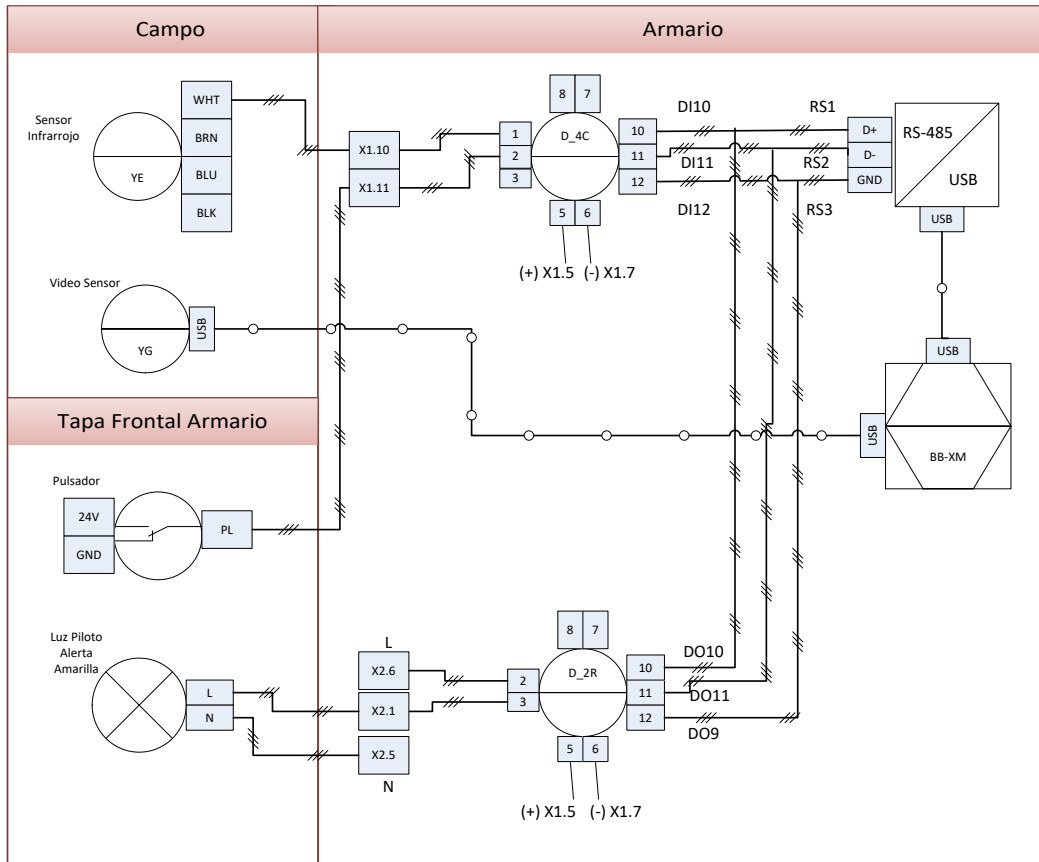 Campo
Armario
Sensor
Infrarrojo
YE
WHT
BRN
BLU
BLK
X1.10
X1.11
8
7
D_4C
1
2
3
10
11
12
5
6
(+) X1.5
(-) X1.7
DI10
DI11
DI12
RS1
RS2
RS3
D+
D-
GND
RS-485
USB
USB
Video Sensor
YG
USB
USB
USB
BB-XM
Tapa Frontal Armario
Pulsador
24V
GND
PL
Luz Piloto
Alerta
Amarilla
L
N
L
X2.6
X2.1
X2.5
N
8
7
D_2R
2
3
10
11
12
5
6
(+) X1.5
(-) X1.7
DO10
DO11
DO9